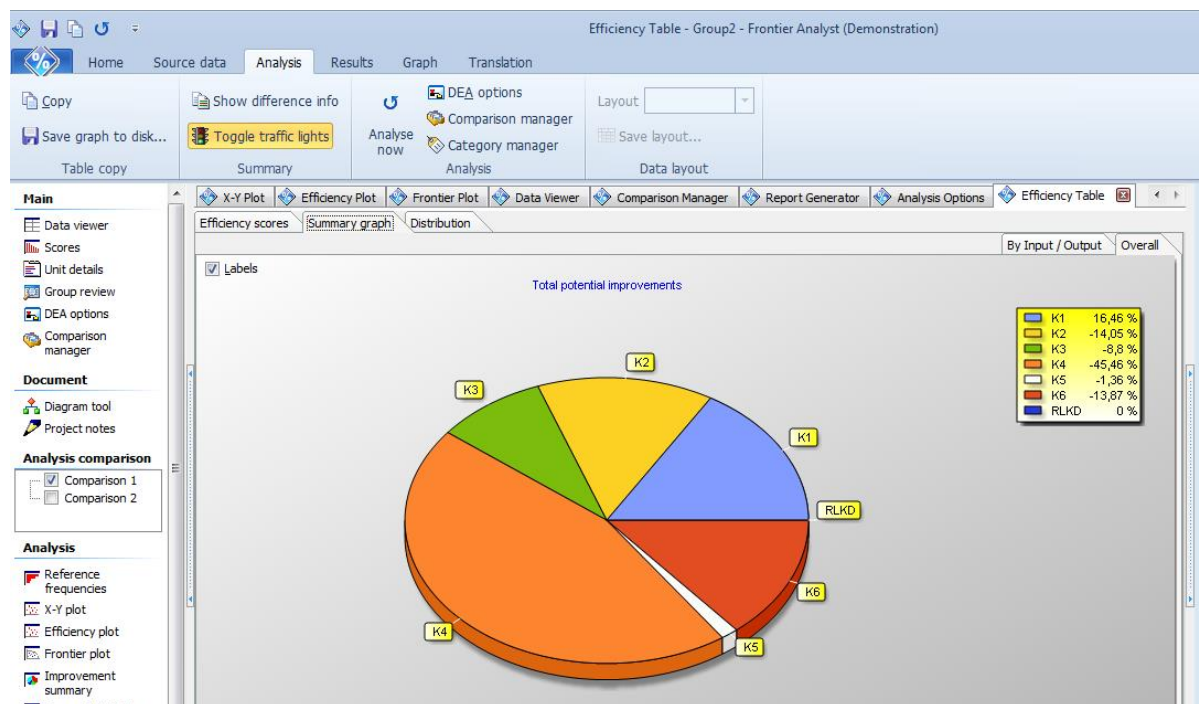 Efficiency Table - Group2 - Frontier Analyst (Demonstration)
Home Source data Analysis Results Graph Translation
Copy
Save graph to disk...
Table copy
Show difference info
Toggle traffic lights
Summary
Analyse now
DEA options
Comparison manager
Category manager
Analysis
Layout
Save layout...
Data layout
Main
Data viewer
Scores
Unit details
Group review
DEA options
Comparison
manager
Document
Diagram tool
Project notes
Analysis comparison
Comparison 1
Comparison 2
Analysis
Reference
frequencies
X-Y plot
Efficiency plot
Frontier plot
Improvement
summary
X-Y Plot Efficiency Plot Frontier Plot Data Viewer Comparison Manager Report Generator Analysis Options Efficiency Table
Efficiency scores Summary graph Distribution
By Input / Output Overall
Labels
Total potential improvements
K1 16,46 %
K2 -14,05 %
K3 -8,8 %
K4 -45,46 %
K5 -1,36 %
K6 -13,87 %
RLKD 0 %
K2
K3
K1
RLKD
K6
K4
K5